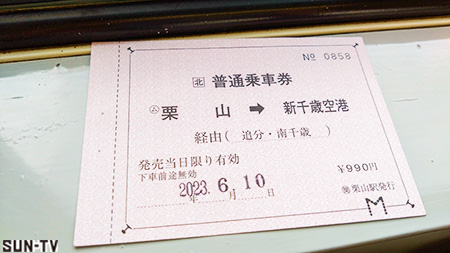 № 0858
㊗北 普通乗車券
㋰ 栗山 ➡ 新千歳空港
経由( 追分・南千歳 )
発売当日限り有効
下車前途無効
¥990円
2023.6.10
年 月 日
栗山駅発行
SUN-TV